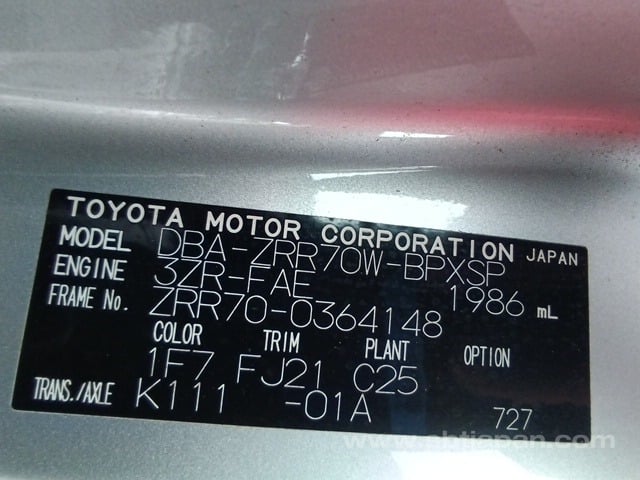 TOYOTA MOTOR CORPORATION JAPAN
MODEL DBA-ZRR70W-BPXSP
ENGINE 3ZR-FAE 1986 mL
FRAME No. ZRR70-0364148
COLOR TRIM PLANT OPTION
1F7 FJ21 C25
TRANS./AXLE K111 -01A 727
www.sbtjapan.com